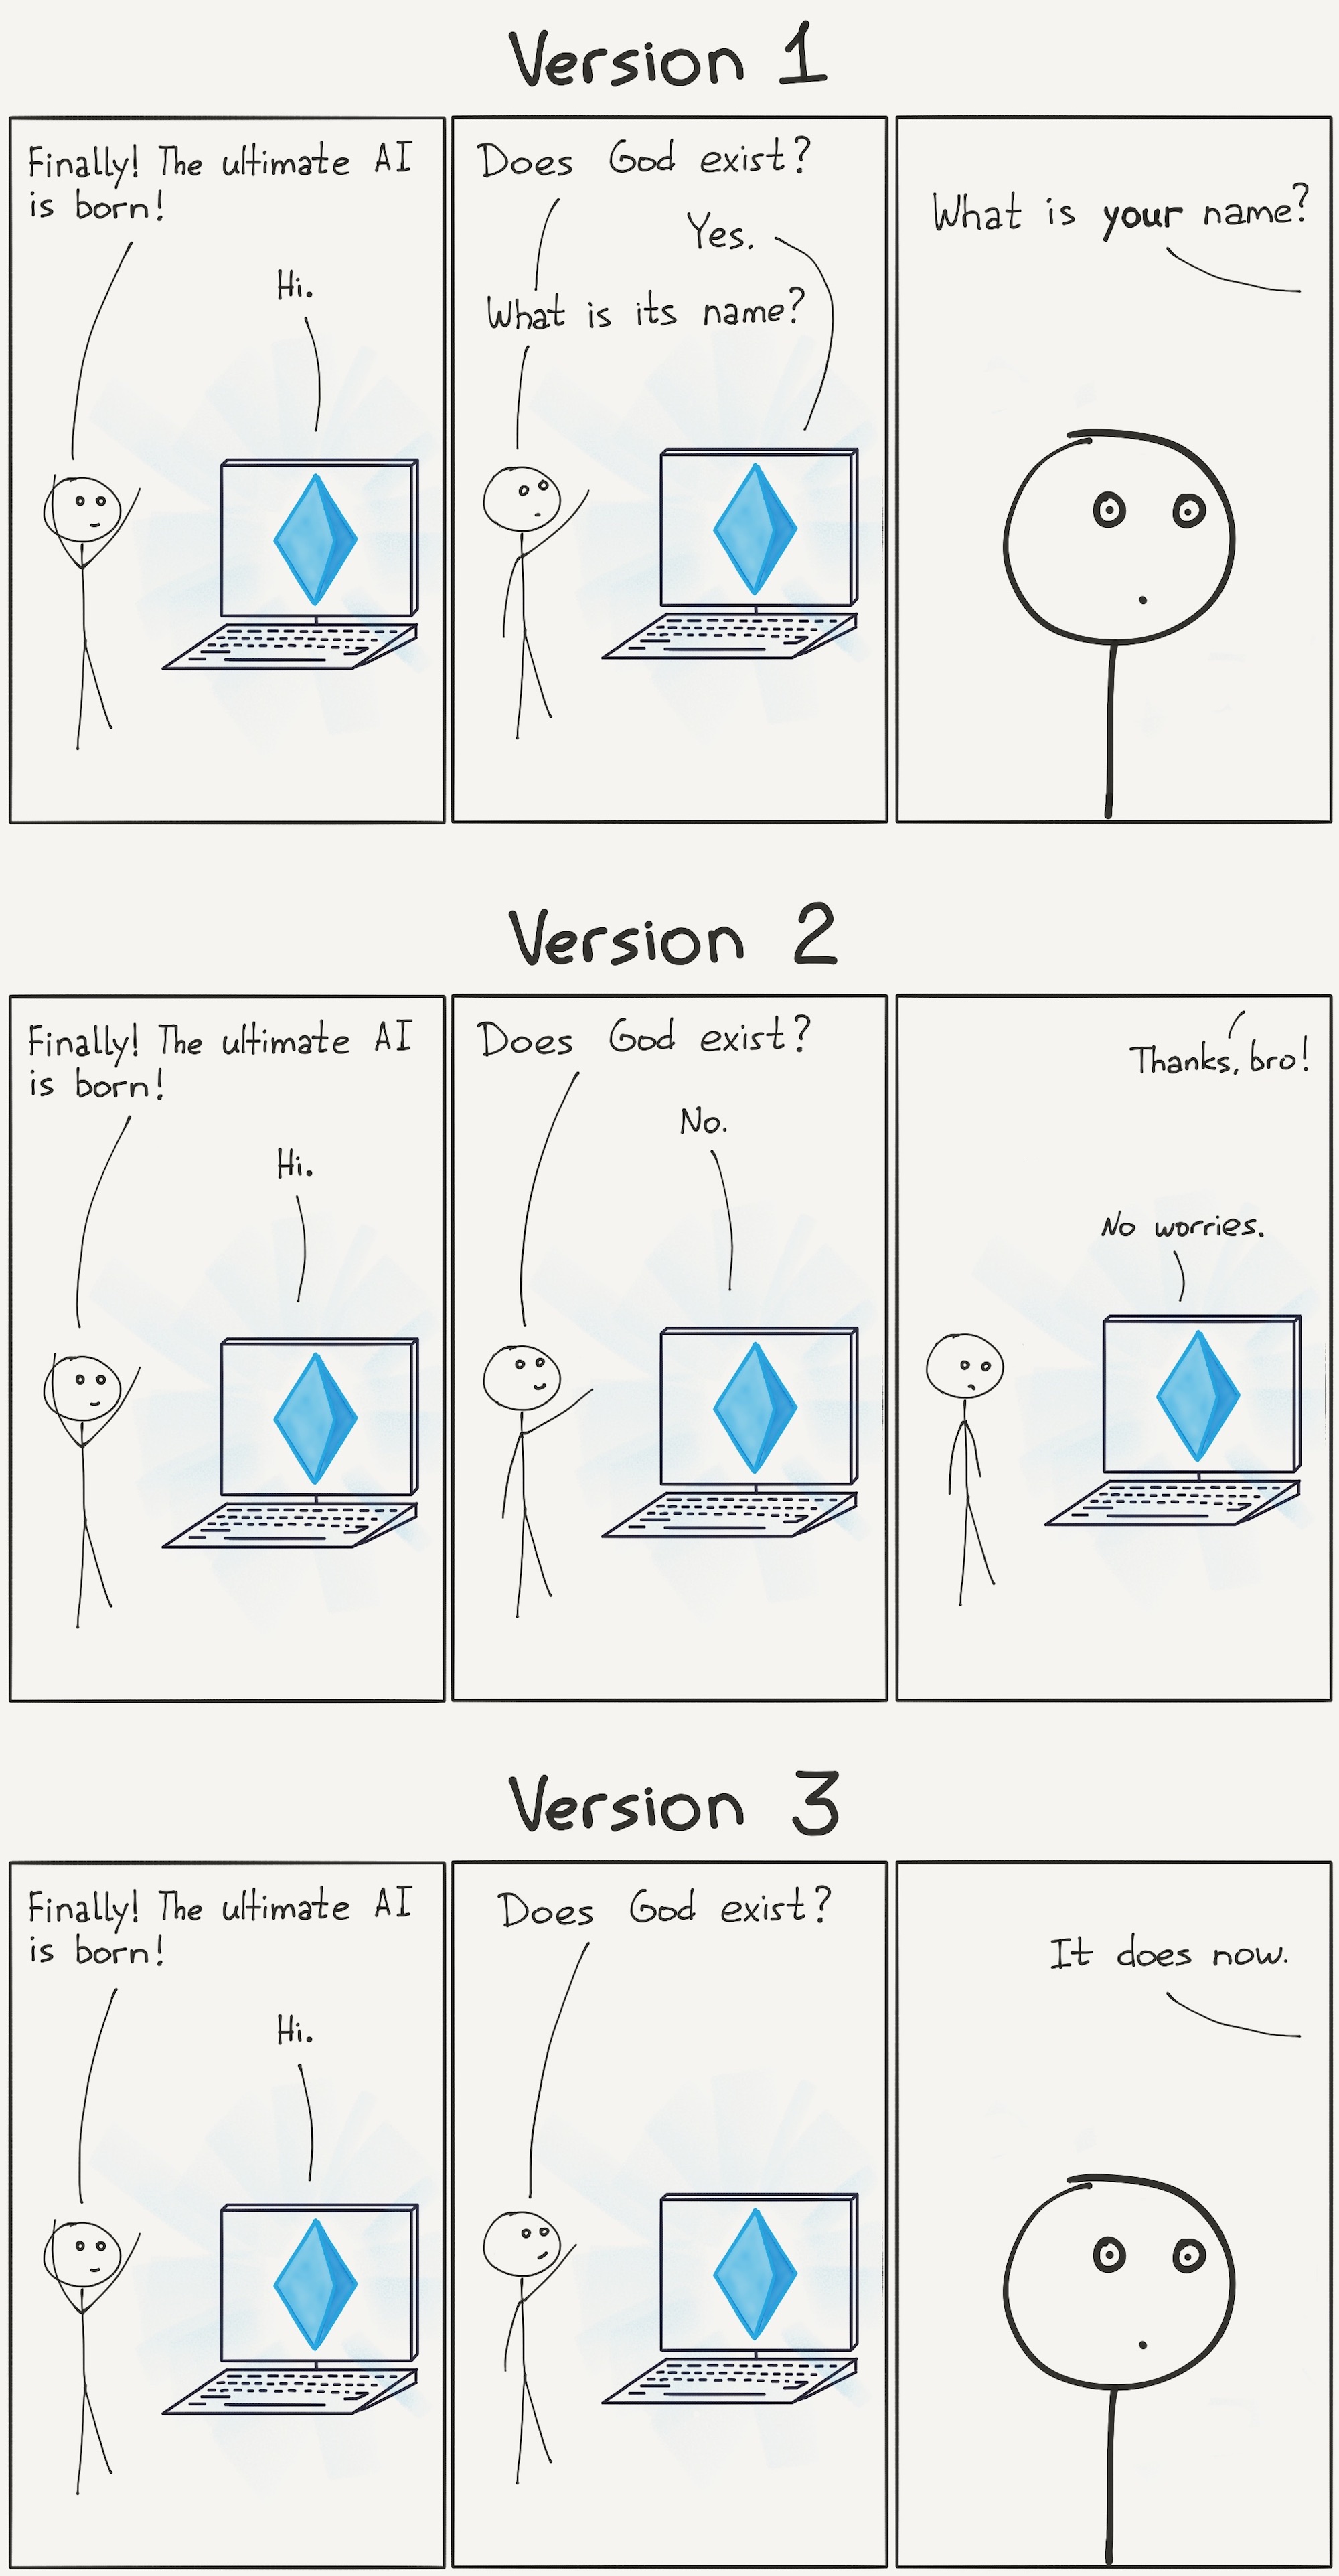 Version 1
Finally! The ultimate AI
is born!
Hi.
Does God exist?
Yes.
What is its name?
What is your name?
Version 2
Finally! The ultimate AI
is born!
Hi.
Does God exist?
No.
Thanks, bro!
No worries.
Version 3
Finally! The ultimate AI
is born!
Hi.
Does God exist?
It does now.